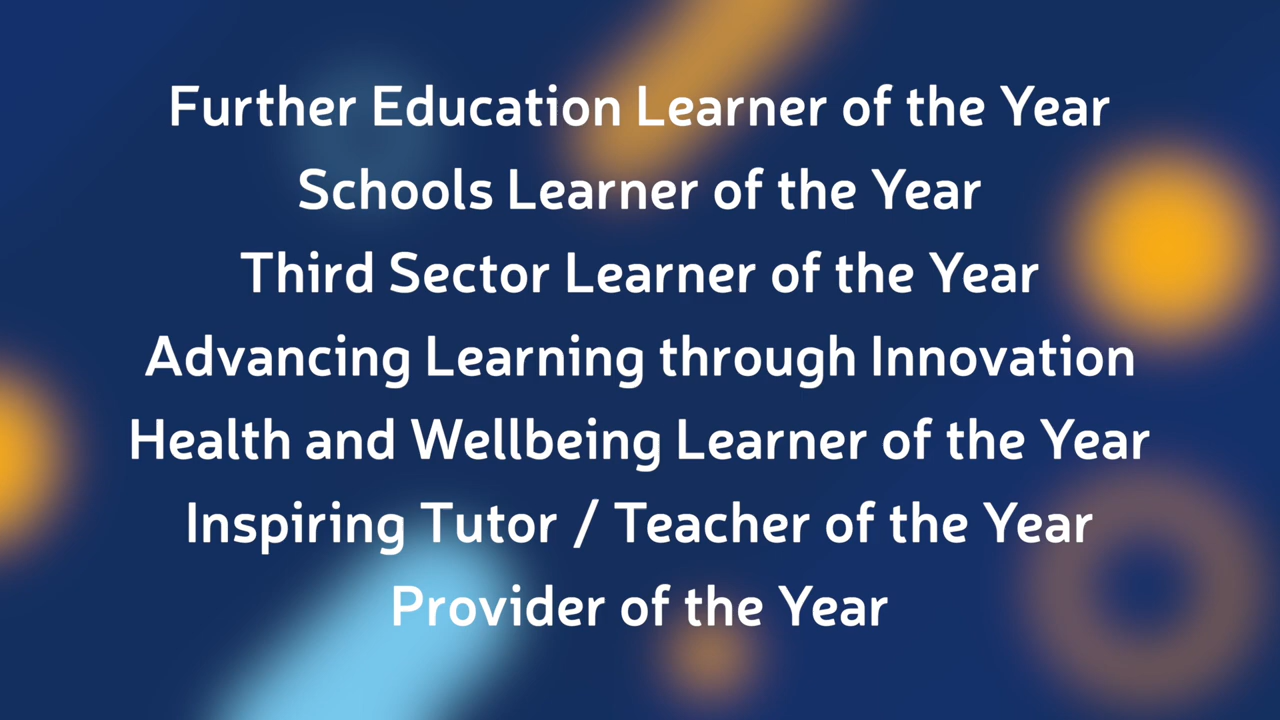 Further Education Learner of the Year
Schools Learner of the Year
Third Sector Learner of the Year
Advancing Learning through Innovation
Health and Wellbeing Learner of the Year
Inspiring Tutor / Teacher of the Year
Provider of the Year